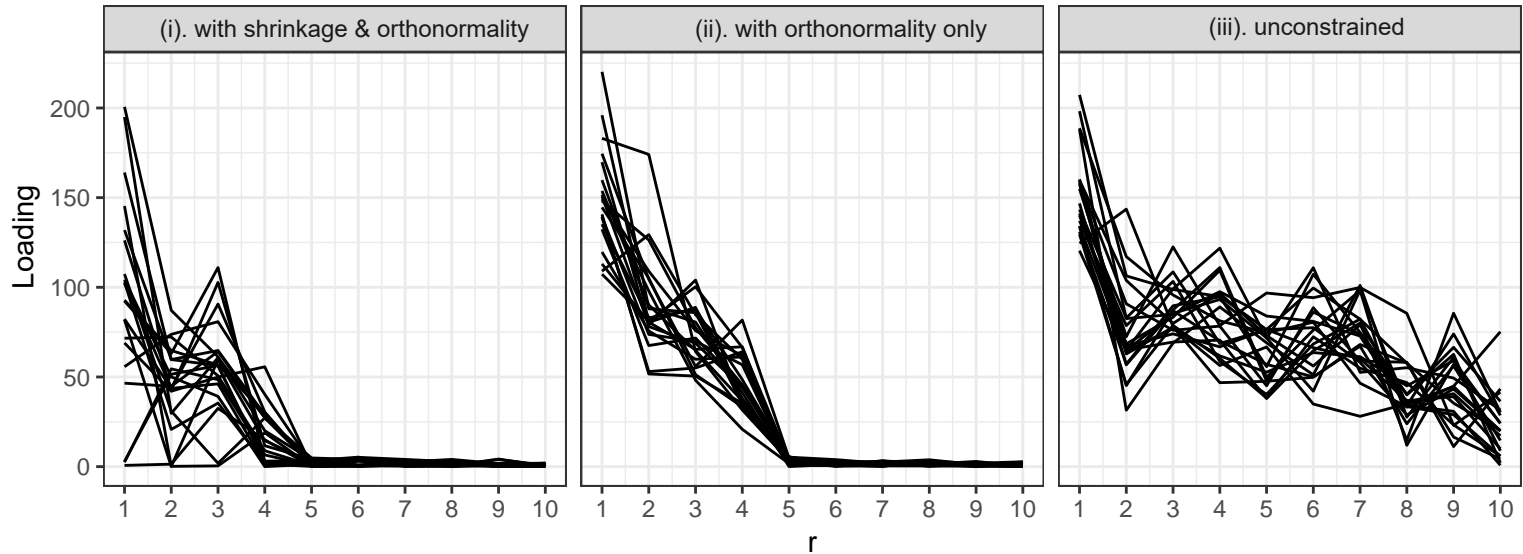 (i). with shrinkage & orthonormality
(ii). with orthonormality only
(iii). unconstrained
Loading
200
150
100
50
0
1 2 3 4 5 6 7 8 9 10
1 2 3 4 5 6 7 8 9 10
1 2 3 4 5 6 7 8 9 10
r